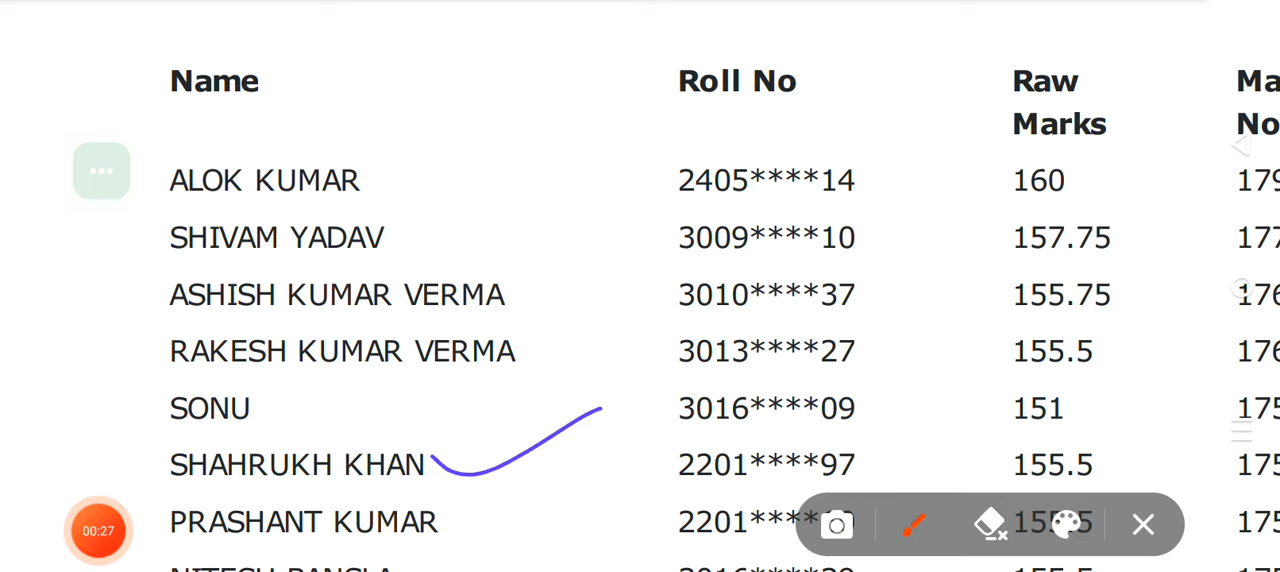 Name Roll No Raw Marks
ALOK KUMAR 2405****14 160
SHIVAM YADAV 3009****10 157.75
ASHISH KUMAR VERMA 3010****37 155.75
RAKESH KUMAR VERMA 3013****27 155.5
SONU 3016****09 151
SHAHRUKH KHAN 2201****97 155.5
PRASHANT KUMAR
00:27